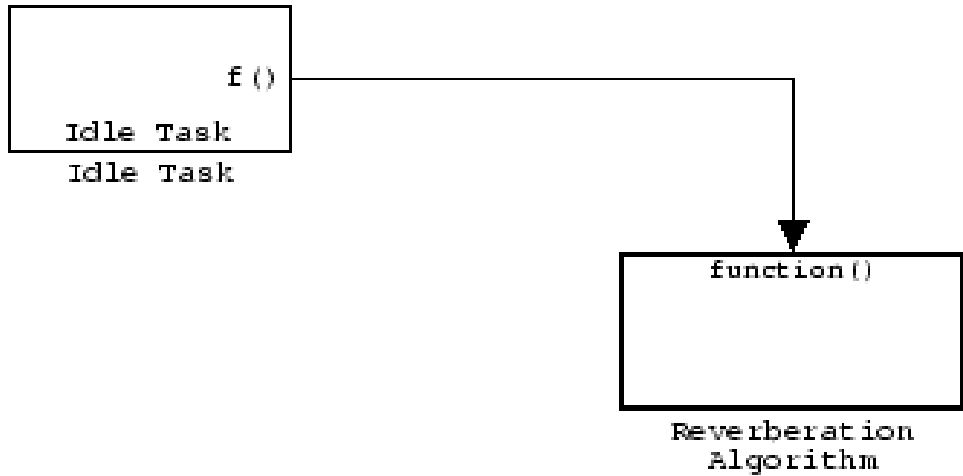 f()
Idle Task
Idle Task
function()
Reverberation
Algorithm